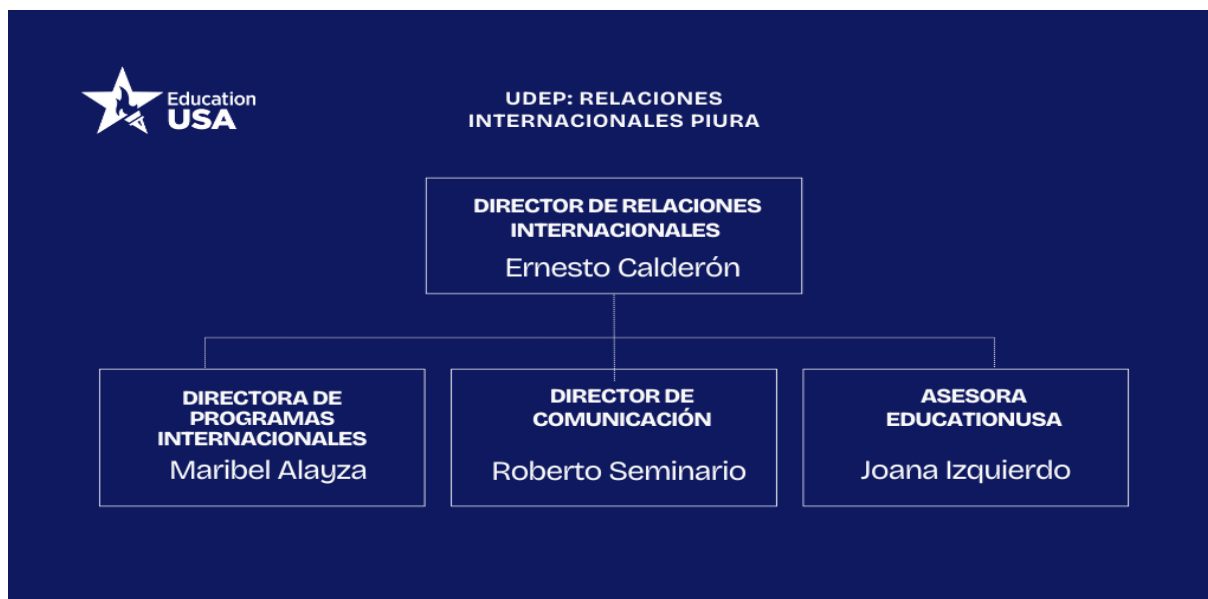 Education
USA
UDEP: RELACIONES
INTERNACIONALES PIURA
DIRECTOR DE RELACIONES
INTERNACIONALES
Ernesto Calderón
DIRECTORA DE
PROGRAMAS
INTERNACIONALES
Maribel Alayza
DIRECTOR DE
COMUNICACIÓN
Roberto Seminario
ASESORA
EDUCATIONUSA
Joana Izquierdo